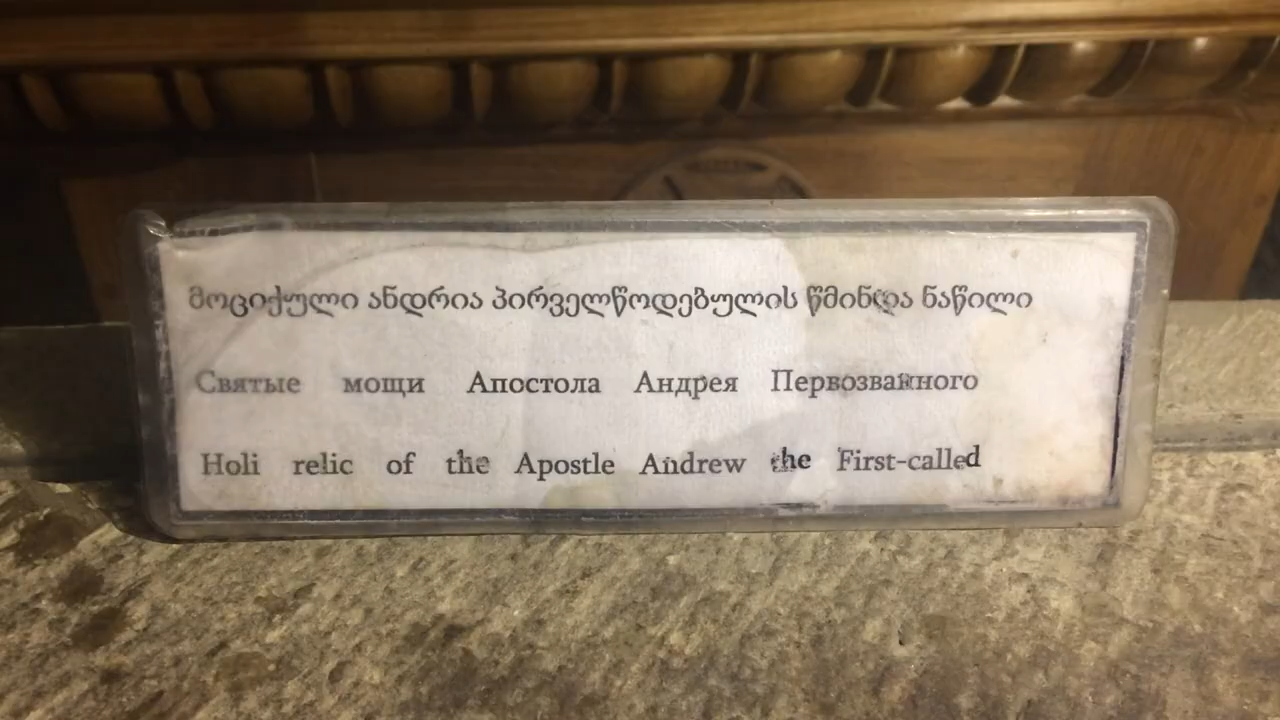 მოციქული ანდრია პირველწოდებულის წმინდა ნაწილი
Святые мощи Апостола Андрея Первозванного
Holi relic of the Apostle Andrew the First-called